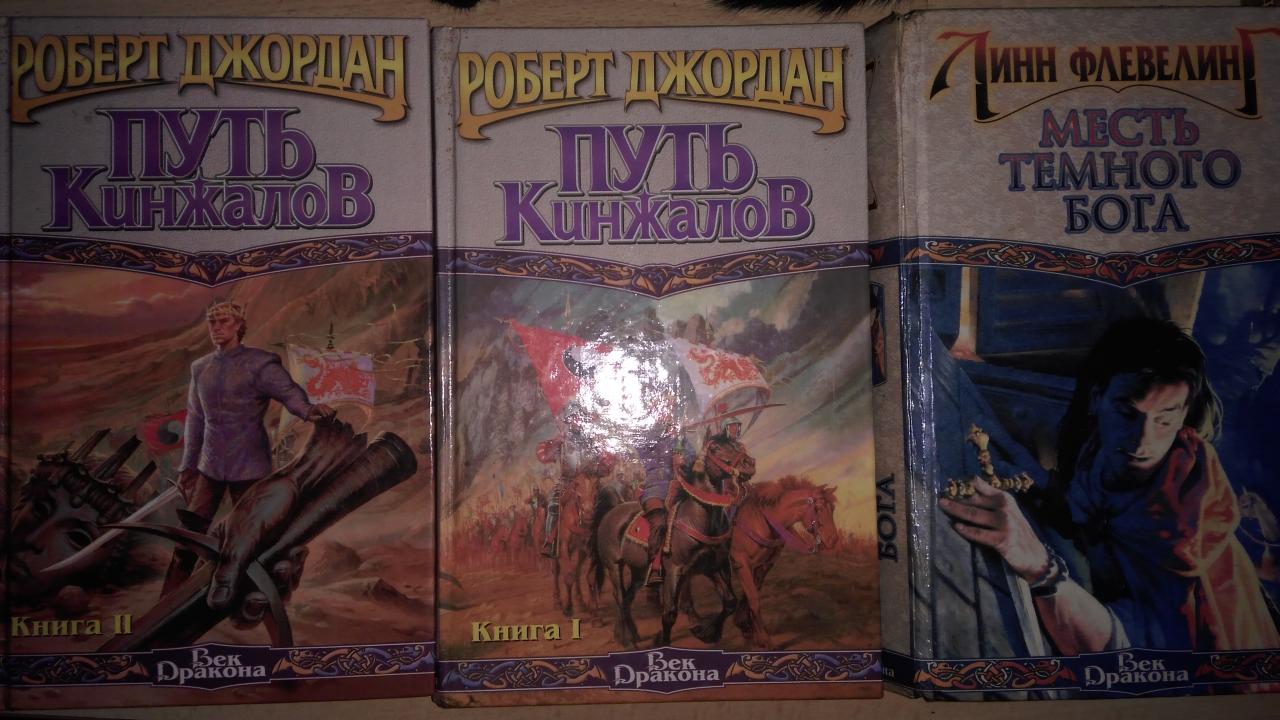 РОБЕРТ ДЖОРДАН
ПУТЬ
КинжалоВ
Книга II
Век
Дракона
РОБЕРТ ДЖОРДАН
ПУТЬ
КинжалоВ
Книга I
Век
Дракона
БОГА
ЛИНН ФЛЕВЕЛИНГ
МЕСТЬ
ТЕМНОГО
БОГА
Век
Дракона